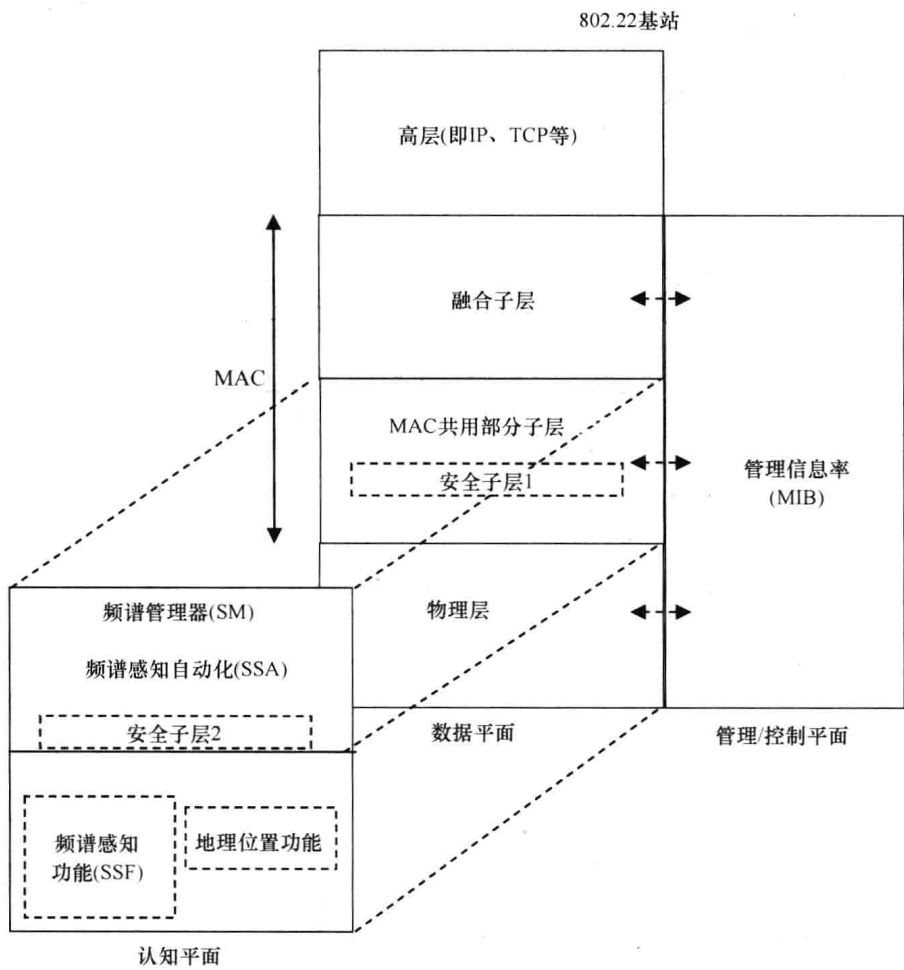 802.22基站
高层(即IP、TCP等)
融合子层
MAC
MAC共用部分子层
安全子层1
管理信息率
(MIB)
物理层
频谱管理器(SM)
频谱感知自动化(SSA)
安全子层2
数据平面
管理/控制平面
频谱感知
功能(SSF)
地理位置功能
认知平面